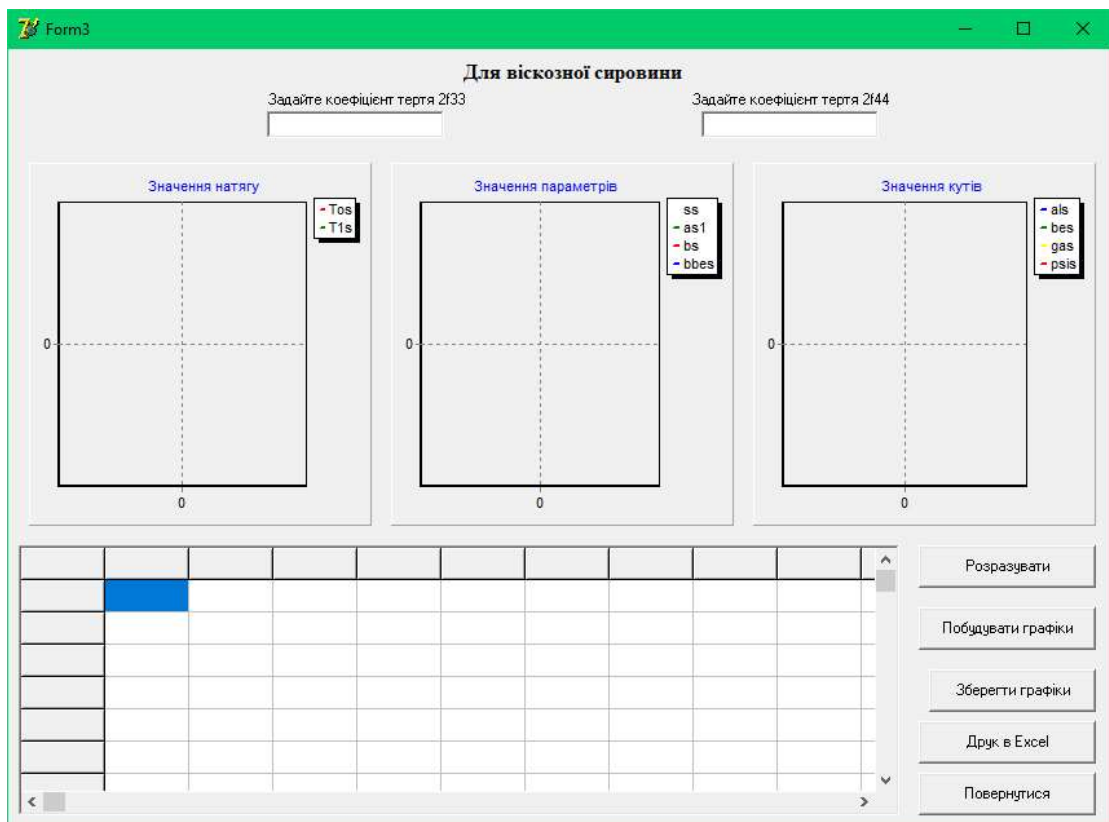 Form3
Для віскозної сировини
Задайте коефіцієнт тертя 2f33
Задайте коефіцієнт тертя 2f44
Значення натягу
Tos
T1s
0
0
Значення параметрів
ss
as1
bs
bbes
0
0
Значення кутів
als
bes
gas
psis
0
0
Розразувати
Побудувати графіки
Зберегти графіки
Друк в Excel
Повернутися